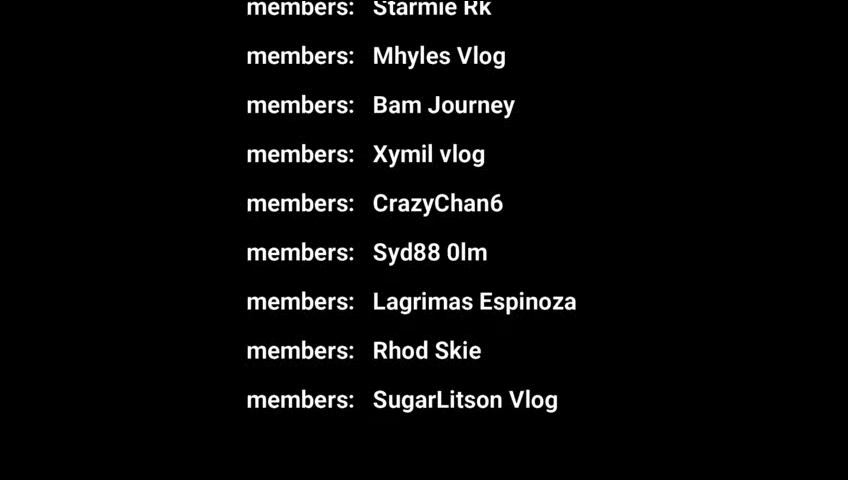 members: Starmie Rk
members: Mhyles Vlog
members: Bam Journey
members: Xymil vlog
members: CrazyChan6
members: Syd88 0lm
members: Lagrimas Espinoza
members: Rhod Skie
members: SugarLitson Vlog